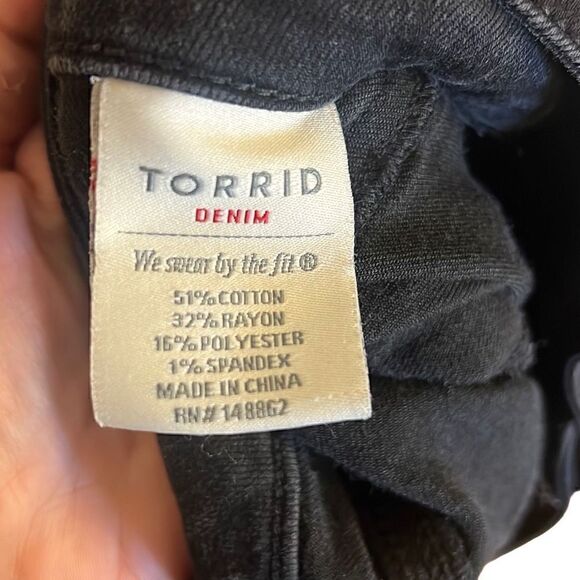 TORRID
DENIM
We swear by the fit ®
51% COTTON
32% RAYON
16% POLYESTER
1% SPANDEX
MADE IN CHINA
RN# 148862